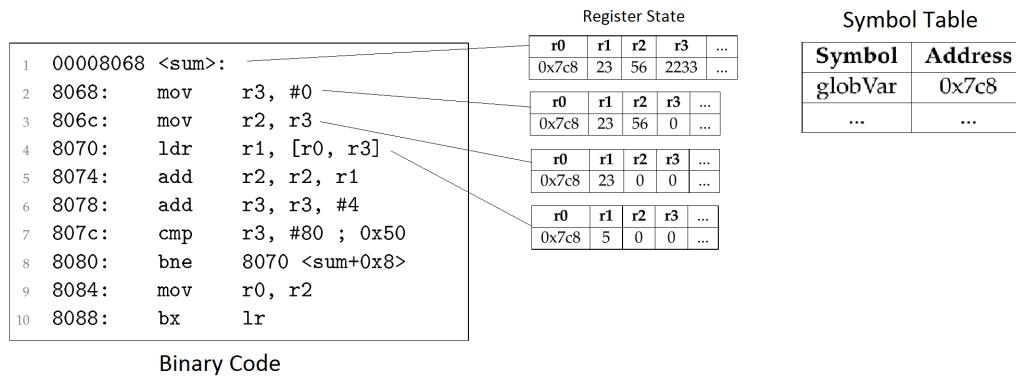 Register State
Symbol Table
1 00008068 <sum>:
2 8068: mov r3, #0
3 806c: mov r2, r3
4 8070: ldr r1, [r0, r3]
5 8074: add r2, r2, r1
6 8078: add r3, r3, #4
7 807c: cmp r3, #80 ; 0x50
8 8080: bne 8070 <sum+0x8>
9 8084: mov r0, r2
10 8088: bx lr
Binary Code
r0 r1 r2 r3 ...
0x7c8 23 56 2233 ...
r0 r1 r2 r3 ...
0x7c8 23 56 0 ...
r0 r1 r2 r3 ...
0x7c8 23 0 0 ...
r0 r1 r2 r3 ...
0x7c8 5 0 0 ...
Symbol Address
globVar 0x7c8
... ...